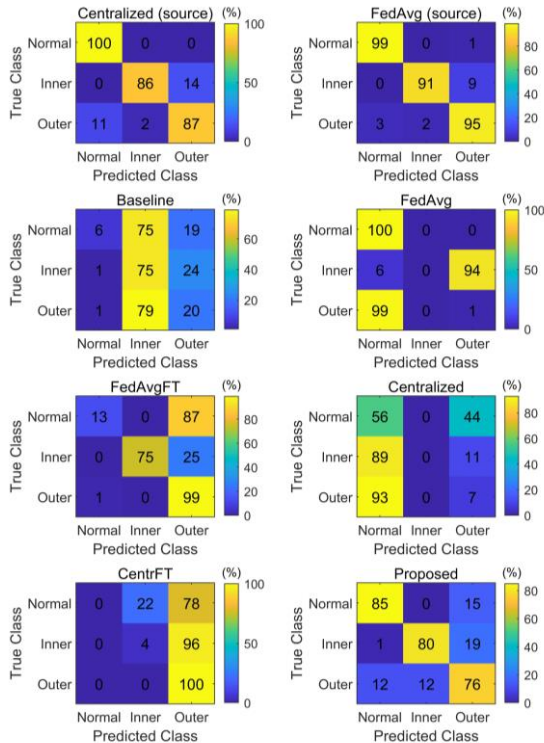 Centralized (source)
(%)
True Class
Normal
100
0
0
100
Inner
0
86
14
50
Outer
11
2
87
0
Normal
Inner
Outer
Predicted Class
FedAvg (source)
(%)
True Class
Normal
99
0
1
80
60
Inner
0
91
9
40
20
Outer
3
2
95
0
Normal
Inner
Outer
Predicted Class
Baseline
(%)
True Class
Normal
6
75
19
60
Inner
1
75
24
40
Outer
1
79
20
20
Normal
Inner
Outer
Predicted Class
FedAvg
(%)
True Class
Normal
100
0
0
100
Inner
6
0
94
50
Outer
99
0
1
0
Normal
Inner
Outer
Predicted Class
FedAvgFT
(%)
True Class
Normal
13
0
87
80
60
Inner
0
75
25
40
20
Outer
1
0
99
0
Normal
Inner
Outer
Predicted Class
Centralized
(%)
True Class
Normal
56
0
44
80
60
Inner
89
0
11
40
20
Outer
93
0
7
0
Normal
Inner
Outer
Predicted Class
CentrFT
(%)
True Class
Normal
0
22
78
100
Inner
0
4
96
50
Outer
0
0
100
0
Normal
Inner
Outer
Predicted Class
Proposed
(%)
True Class
Normal
85
0
15
80
60
Inner
1
80
19
40
20
Outer
12
12
76
0
Normal
Inner
Outer
Predicted Class